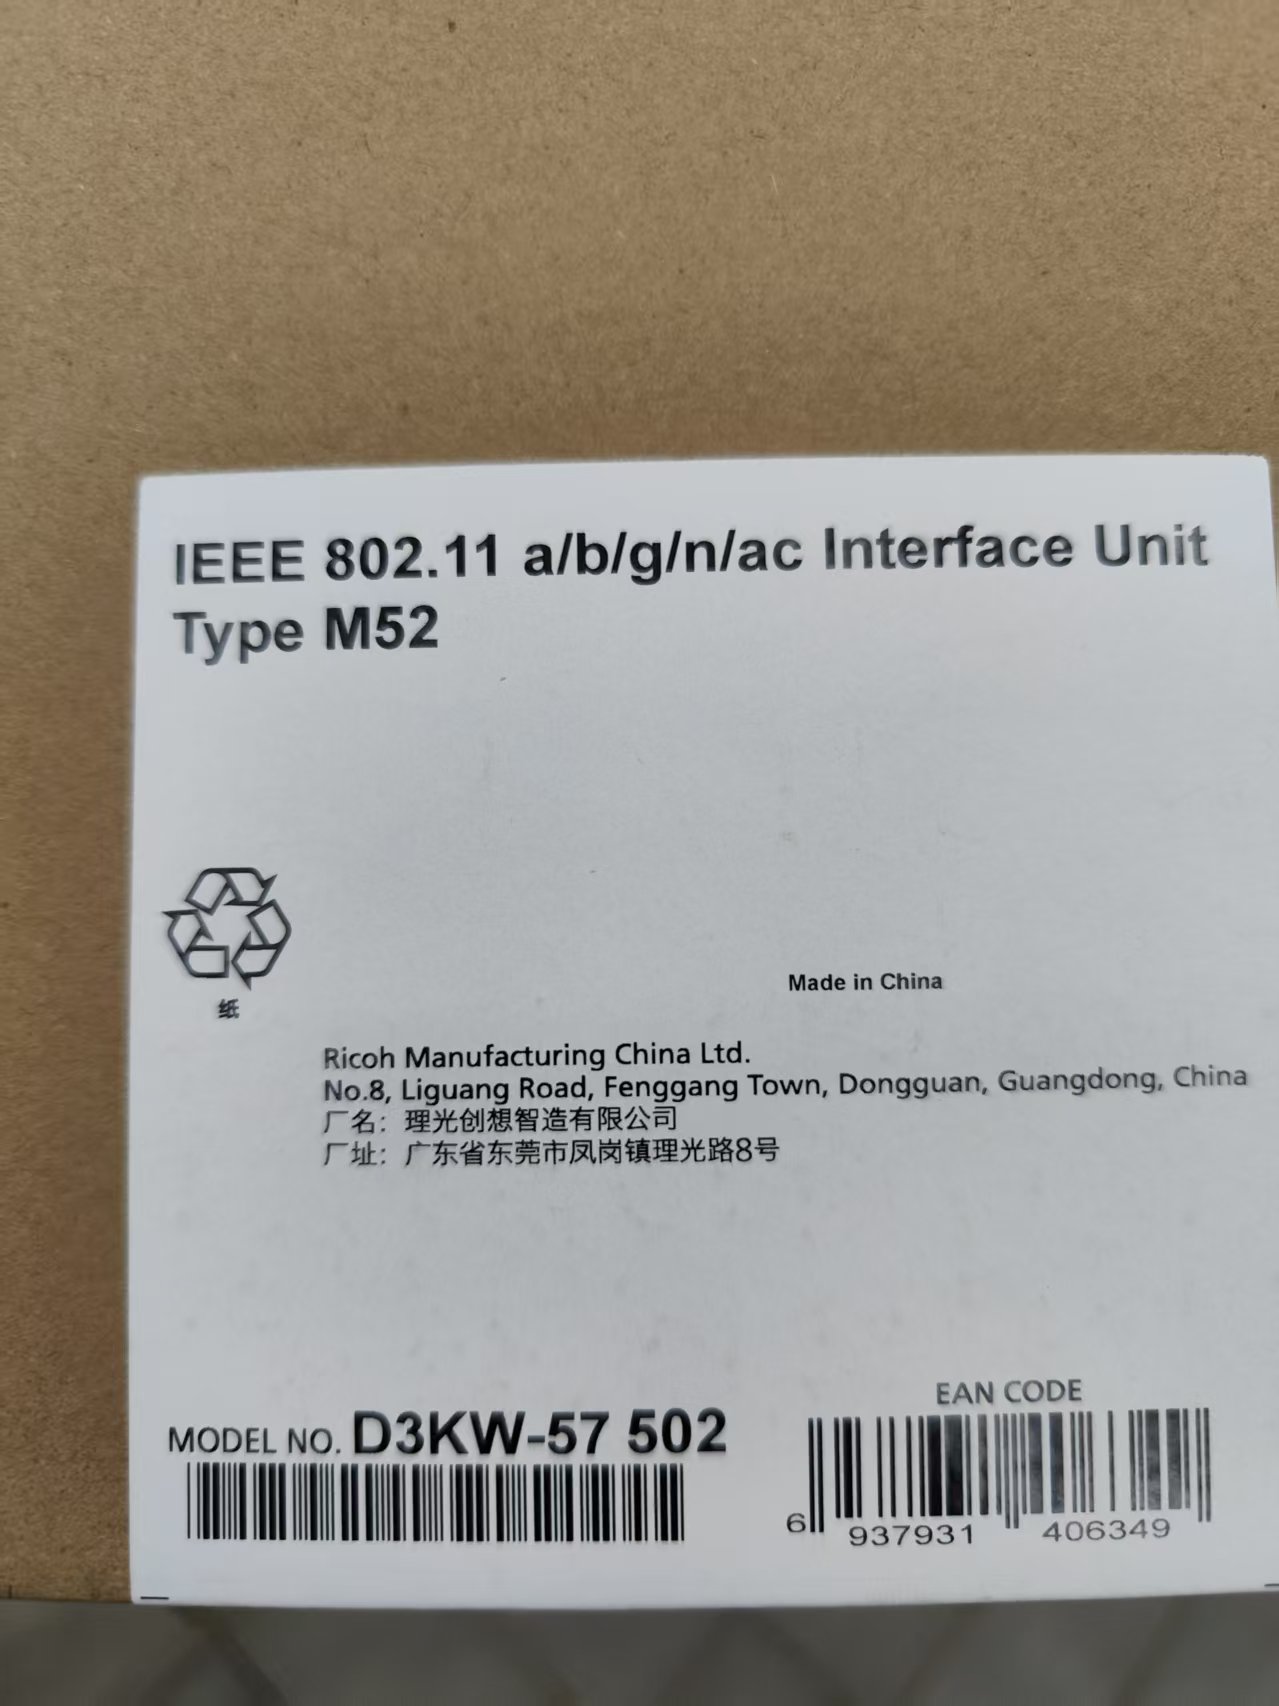 IEEE 802.11 a/b/g/n/ac Interface Unit
Type M52
纸
Made in China
Ricoh Manufacturing China Ltd.
No.8, Liguang Road, Fenggang Town, Dongguan, Guangdong, China
厂名：理光创想智造有限公司
厂址：广东省东莞市凤岗镇理光路8号
MODEL NO. D3KW-57 502
EAN CODE
6 937931 406349